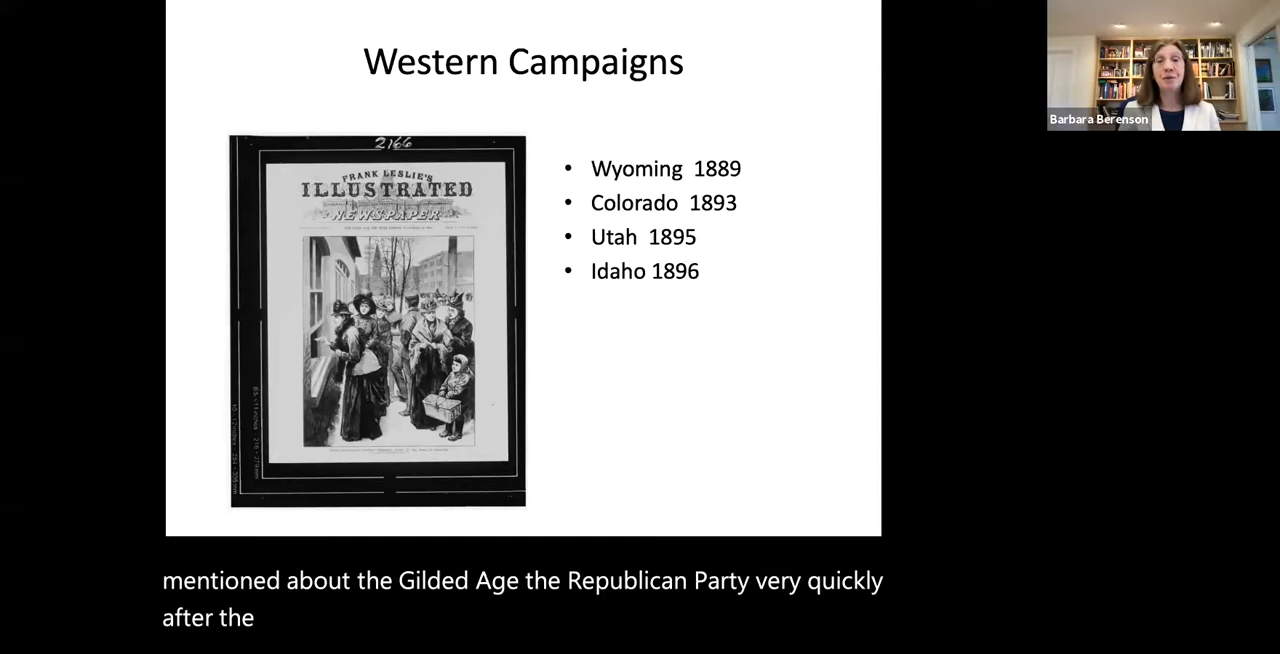 Western Campaigns
Barbara Berenson
2166
FRANK LESLIE'S
ILLUSTRATED
NEWSPAPER
• Wyoming 1889
• Colorado 1893
• Utah 1895
• Idaho 1896
mentioned about the Gilded Age the Republican Party very quickly
after the